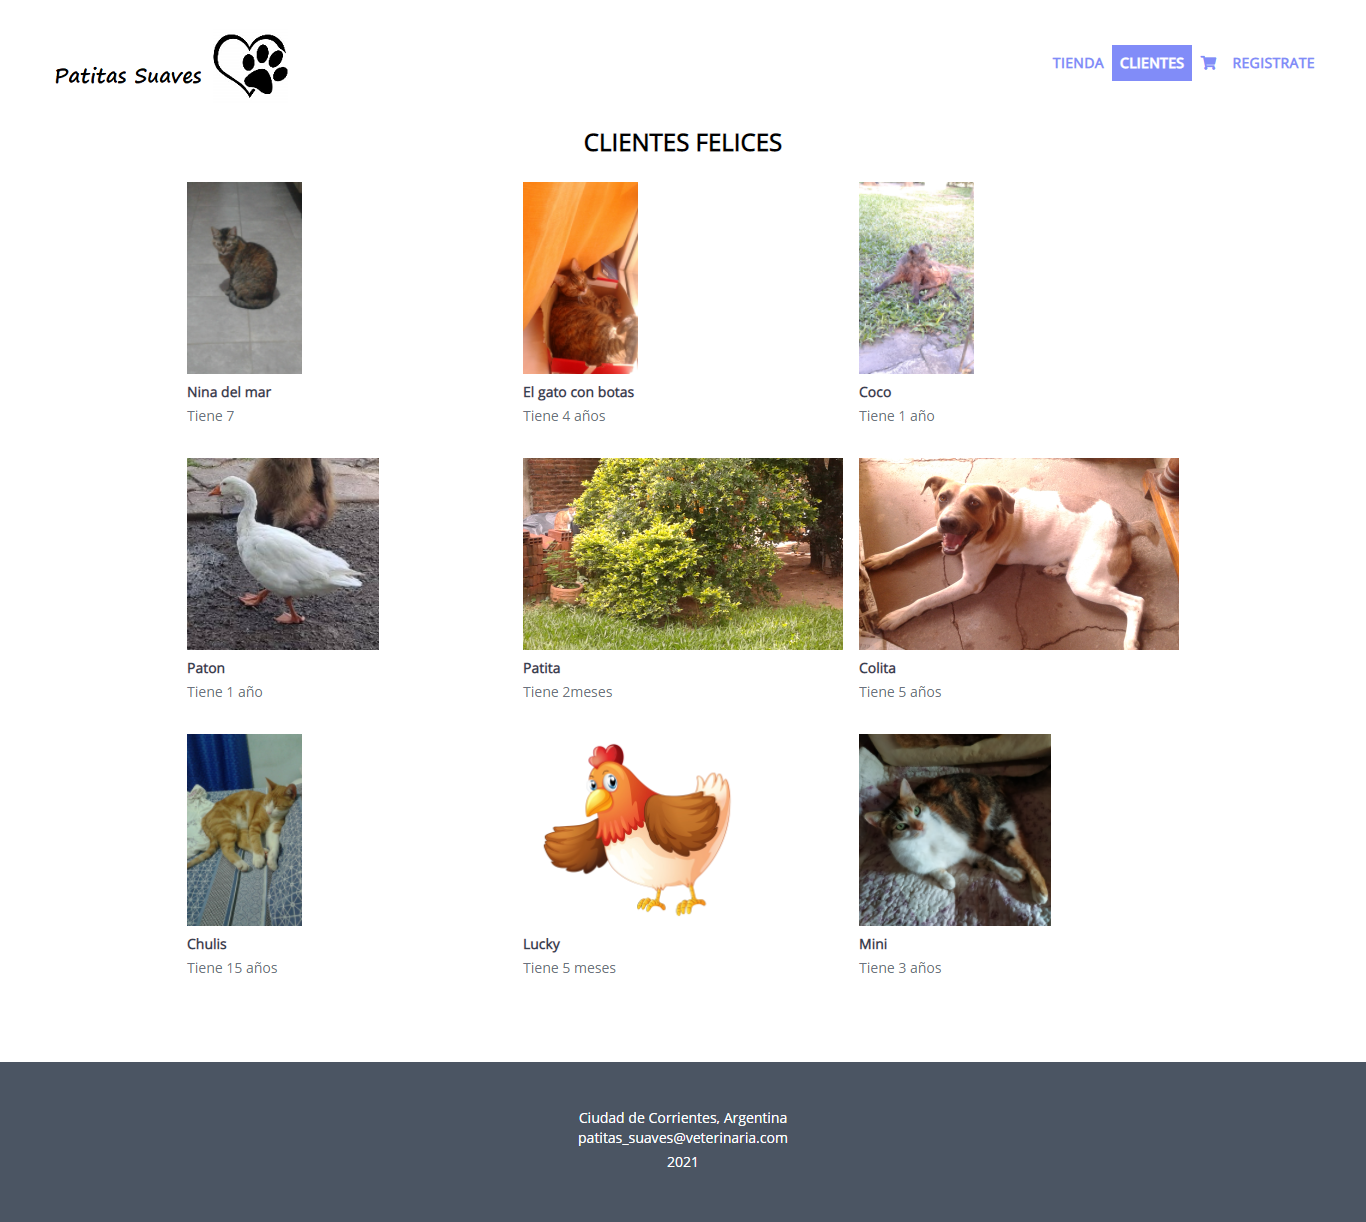 Patitas Suaves
TIENDA
CLIENTES
REGISTRATE
CLIENTES FELICES
Nina del mar
Tiene 7
El gato con botas
Tiene 4 años
Coco
Tiene 1 año
Paton
Tiene 1 año
Patita
Tiene 2meses
Colita
Tiene 5 años
Chulis
Tiene 15 años
Lucky
Tiene 5 meses
Mini
Tiene 3 años
Ciudad de Corrientes, Argentina
patitas_suaves@veterinaria.com
2021